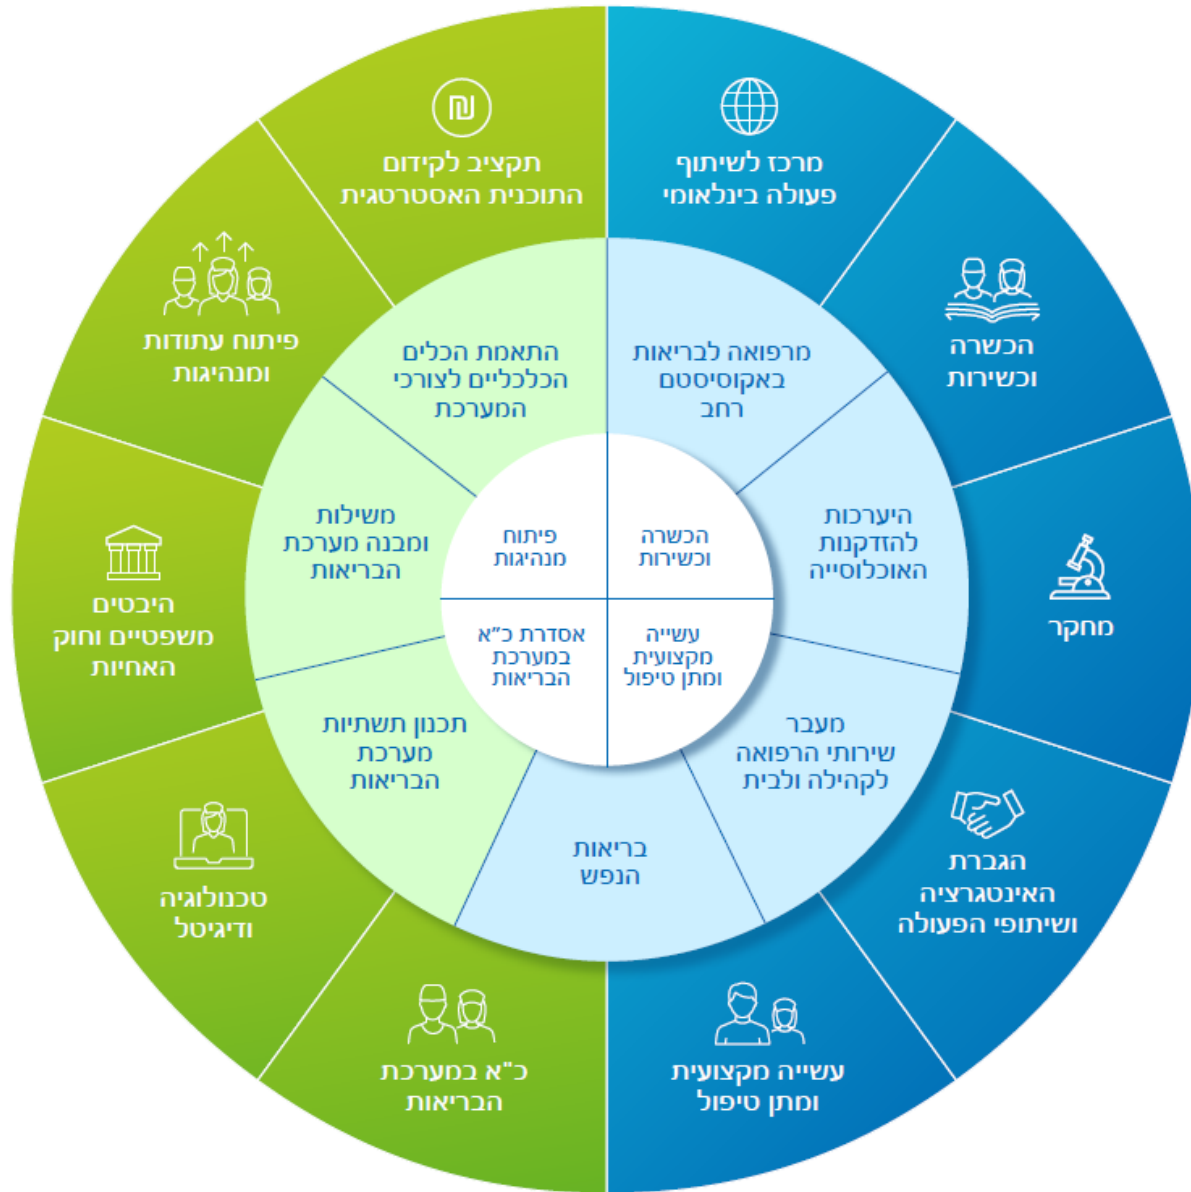 מרכז לשיתוף
פעולה בינלאומי
הכשרה
וכשירות
מחקר
הגברת
האינטגרציה
ושיתופי הפעולה
עשייה מקצועית
ומתן טיפול
כ"א במערכת
הבריאות
טכנולוגיה
ודיגיטל
היבטים
משפטיים וחוק
האחיות
פיתוח עתודות
ומנהיגות
₪
תקציב לקידום
התוכנית האסטרטגית
מרפואה לבריאות
באקוסיסטם
רחב
היערכות
להזדקנות
האוכלוסייה
מעבר
שירותי הרפואה
לקהילה ולבית
בריאות
הנפש
תכנון תשתיות
מערכת
הבריאות
משילות
ומבנה מערכת
הבריאות
התאמת הכלים
הכלכליים לצורכי
המערכת
הכשרה
וכשירות
עשייה
מקצועית
ומתן טיפול
אסדרת כ"א
במערכת
הבריאות
פיתוח
מנהיגות